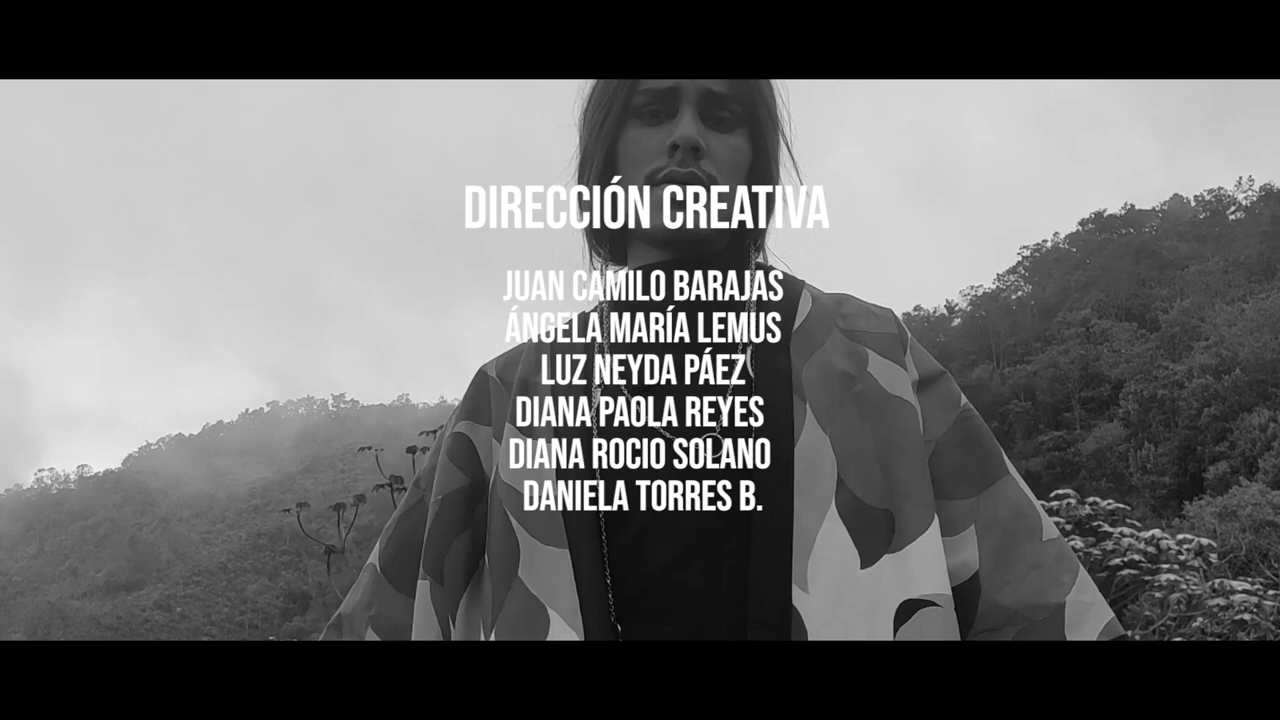 DIRECCIÓN CREATIVA
JUAN CAMILO BARAJAS
ÁNGELA MARÍA LEMUS
LUZ NEYDA PÁEZ
DIANA PAOLA REYES
DIANA ROCIO SOLANO
DANIELA TORRES B.